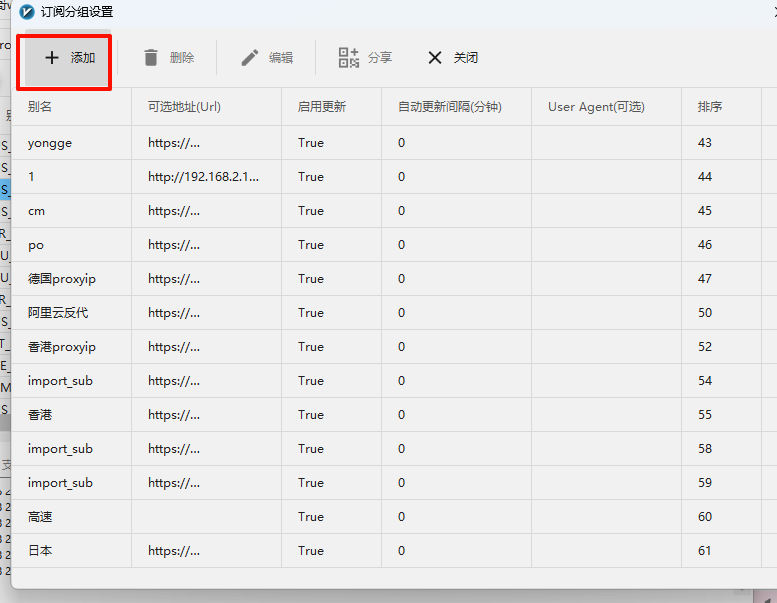 订阅分组设置
添加 删除 编辑 分享 关闭
别名 可选地址(Url) 启用更新 自动更新间隔(分钟) User Agent(可选) 排序
yongge https://... True 0 43
1 http://192.168.2.1... True 0 44
cm https://... True 0 45
po https://... True 0 46
德国proxyip https://... True 0 47
阿里云反代 https://... True 0 50
香港proxyip https://... True 0 52
import_sub https://... True 0 54
香港 https://... True 0 55
import_sub https://... True 0 58
import_sub https://... True 0 59
高速 True 0 60
日本 https://... True 0 61